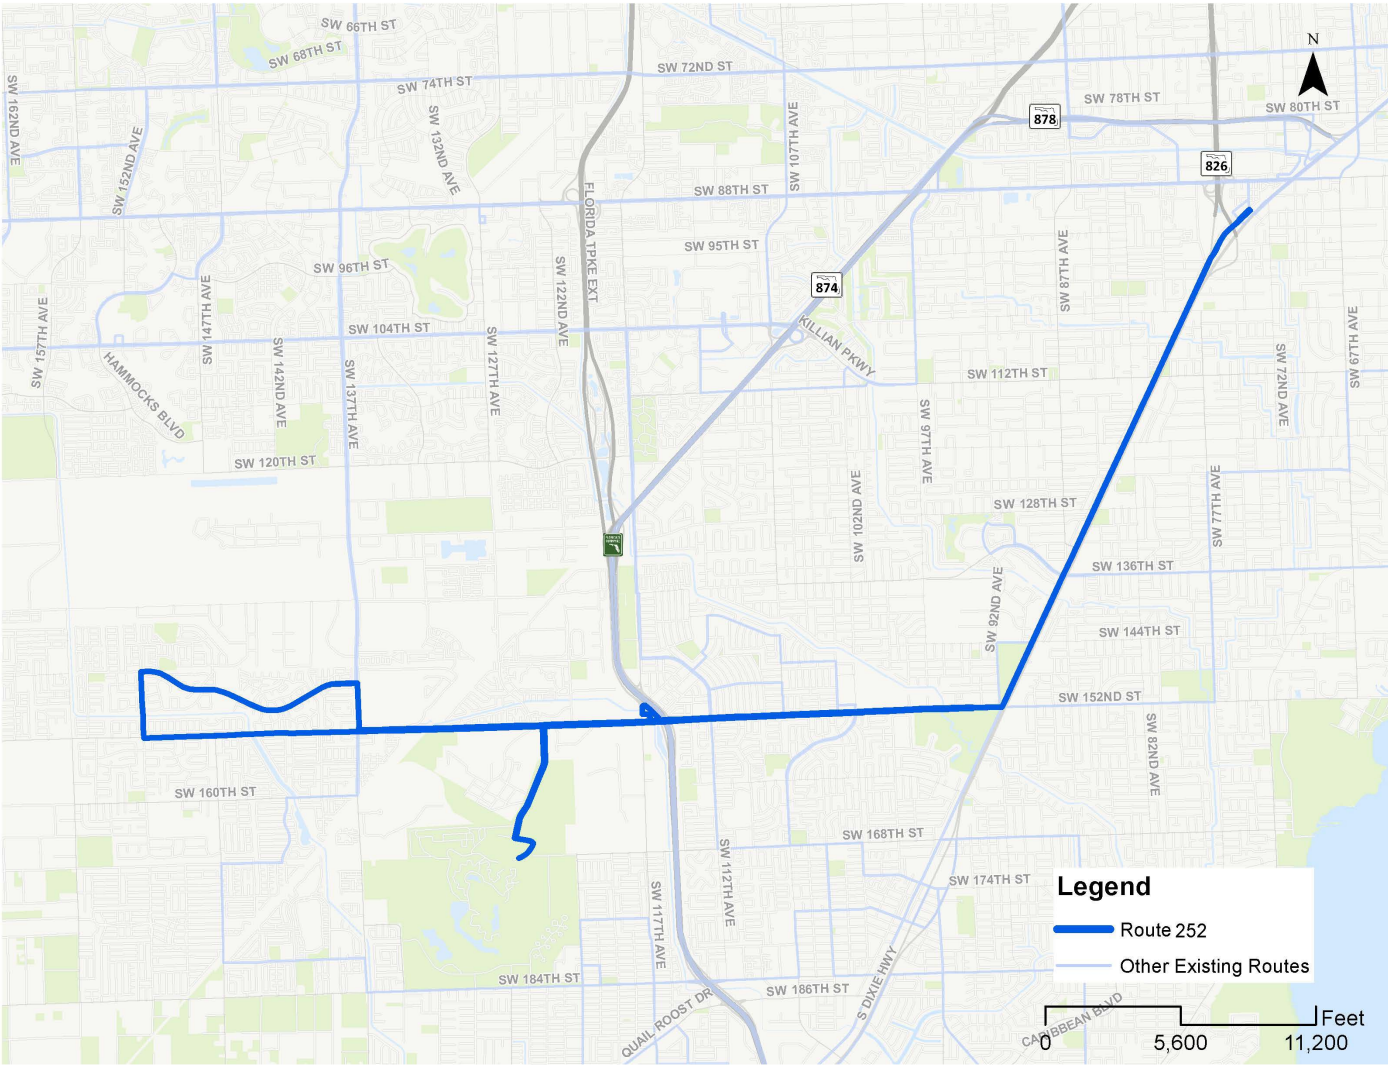 SW 66TH ST
SW 68TH ST
N
SW 72ND ST
SW 74TH ST
SW 78TH ST
SW 80TH ST
878
826
SW 162ND AVE
SW 152ND AVE
SW 132ND AVE
SW 107TH AVE
SW 88TH ST
FLORIDA TPKE EXT
SW 95TH ST
SW 96TH ST
SW 87TH AVE
874
SW 122ND AVE
SW 147TH AVE
SW 157TH AVE
SW 104TH ST
KILLIAN PKWY
SW 67TH AVE
SW 72ND AVE
SW 142ND AVE
SW 127TH AVE
SW 137TH AVE
HAMMOCKS BLVD
SW 112TH ST
SW 97TH AVE
SW 120TH ST
SW 102ND AVE
SW 128TH ST
SW 77TH AVE
SW 136TH ST
SW 92ND AVE
SW 144TH ST
SW 152ND ST
SW 82ND AVE
SW 160TH ST
SW 168TH ST
SW 112TH AVE
SW 117TH AVE
SW 174TH ST
SW 184TH ST
SW 186TH ST
S DIXIE HWY
QUAIL ROOST DR
CARIBBEAN BLVD
Legend
Route 252
Other Existing Routes
Feet
0 5,600 11,200